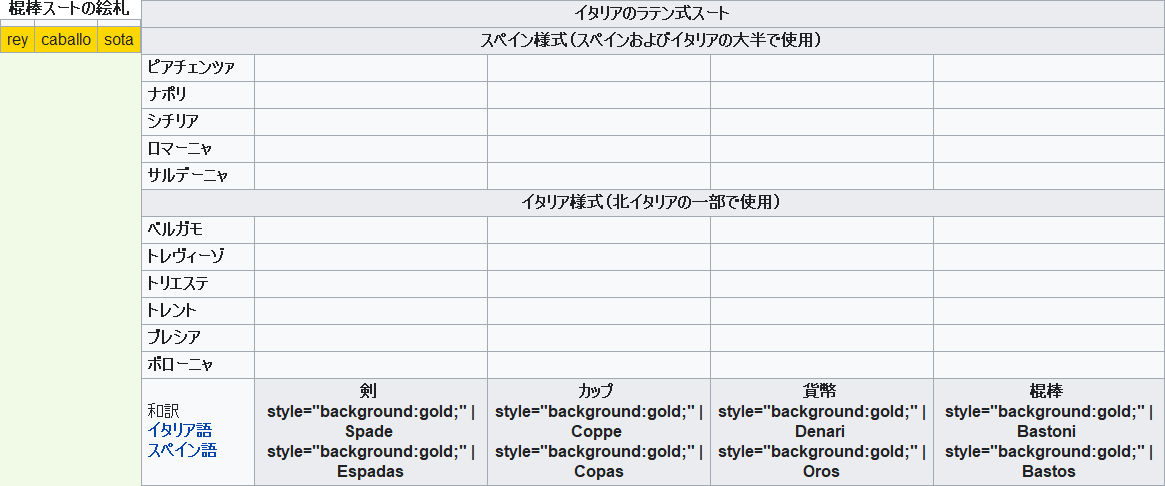 棍棒スートの絵札
rey caballo sota
イタリアのラテン式スート
スペイン様式(スペインおよびイタリアの大半で使用)
ピアチェンツァ
ナポリ
シチリア
ロマーニャ
サルデーニャ
イタリア様式(北イタリアの一部で使用)
ベルガモ
トレヴィーゾ
トリエステ
トレント
ブレシア
ボローニャ
和訳
イタリア語
スペイン語
剣
style="background:gold;" |
Spade
style="background:gold;" |
Espadas
カップ
style="background:gold;" |
Coppe
style="background:gold;" |
Copas
貨幣
style="background:gold;" |
Denari
style="background:gold;" |
Oros
棍棒
style="background:gold;" |
Bastoni
style="background:gold;" |
Bastos